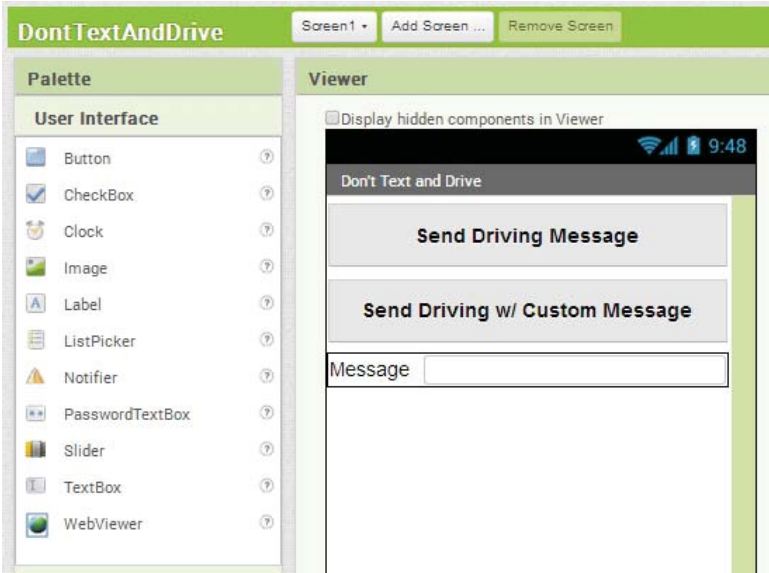 DontTextAndDrive
Screen1
Add Screen ...
Remove Screen
Palette
User Interface
Button ?
CheckBox ?
Clock ?
Image ?
A Label ?
ListPicker ?
Notifier ?
PasswordTextBox ?
Slider ?
TextBox ?
WebViewer ?
Viewer
Display hidden components in Viewer
9:48
Don't Text and Drive
Send Driving Message
Send Driving w/ Custom Message
Message